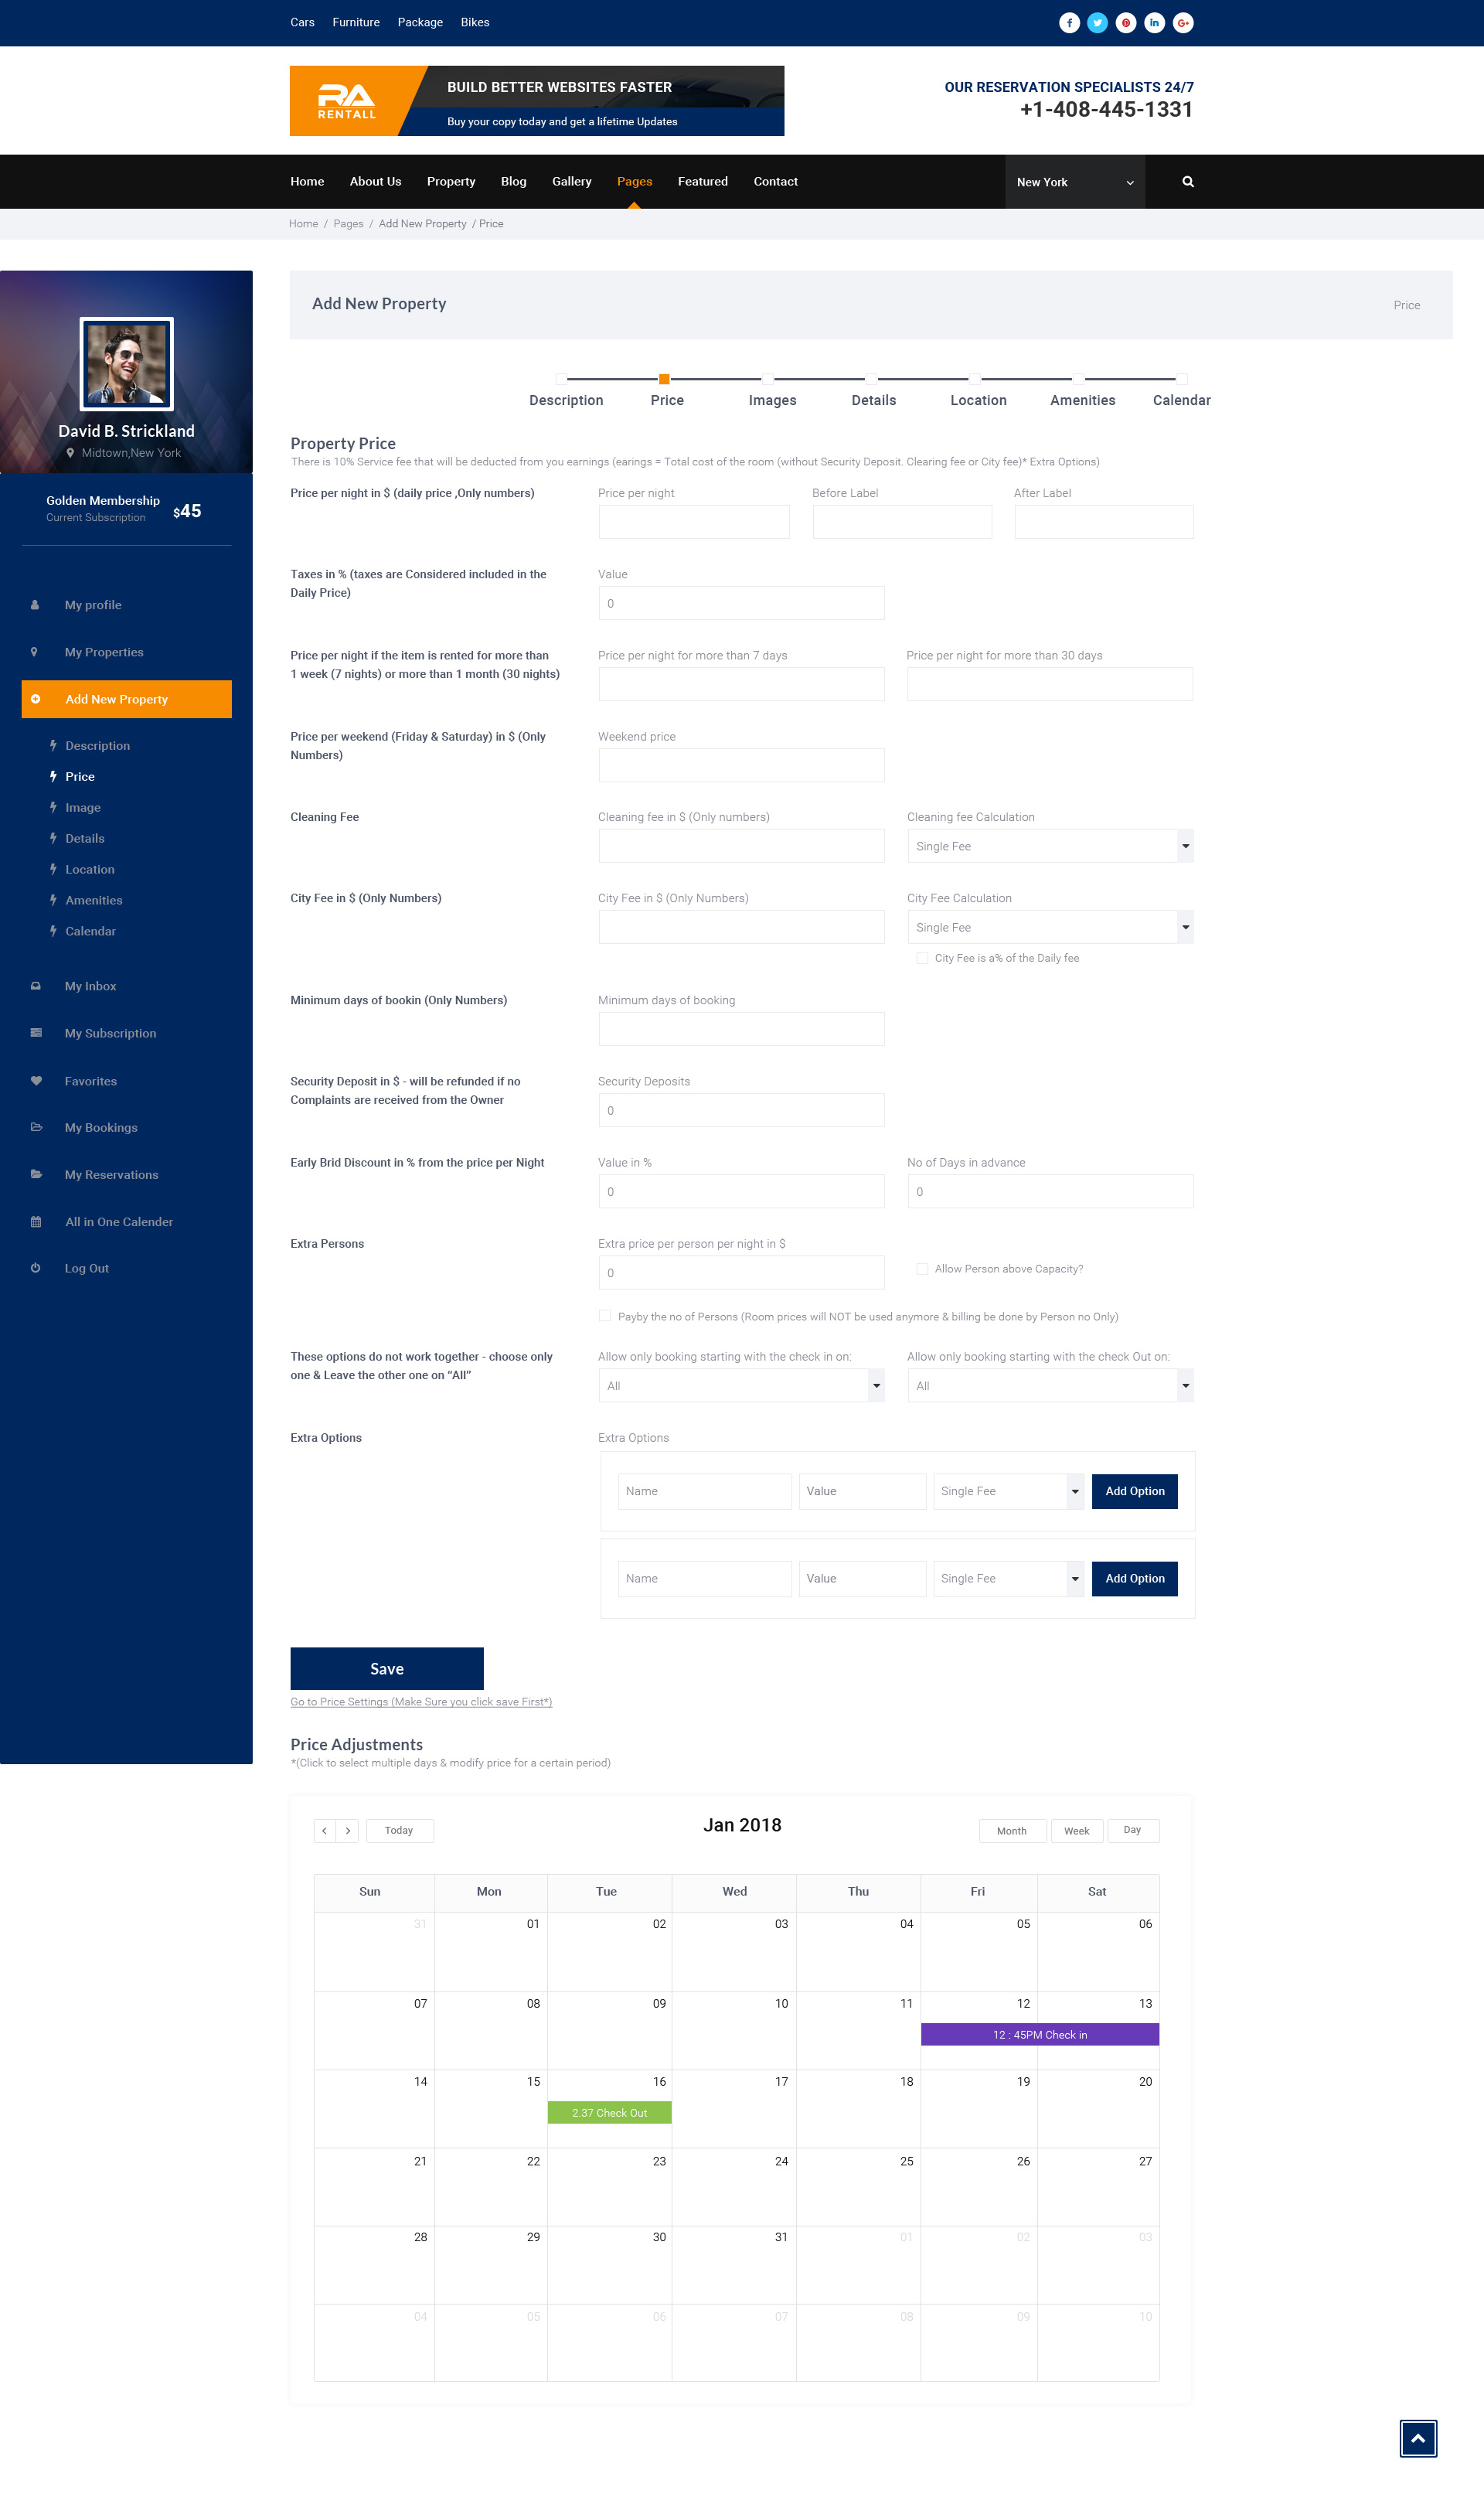 Cars Furniture Package Bikes
RA
RENTALL
BUILD BETTER WEBSITES FASTER
Buy your copy today and get a lifetime Updates
OUR RESERVATION SPECIALISTS 24/7
+1-408-445-1331
Home About Us Property Blog Gallery Pages Featured Contact New York
Home / Pages / Add New Property / Price
David B. Strickland
Midtown,New York
Golden Membership
Current Subscription
$45
My profile
My Properties
Add New Property
Description
Price
Image
Details
Location
Amenities
Calendar
My Inbox
My Subscription
Favorites
My Bookings
My Reservations
All in One Calender
Log Out
Add New Property Price
Description Price Images Details Location Amenities Calendar
Property Price
There is 10% Service fee that will be deducted from you earnings (earings = Total cost of the room (without Security Deposit. Clearing fee or City fee)* Extra Options)
Price per night in $ (daily price ,Only numbers)
Price per night Before Label After Label
Taxes in % (taxes are Considered included in the
Daily Price)
Value
0
Price per night if the item is rented for more than
1 week (7 nights) or more than 1 month (30 nights)
Price per night for more than 7 days Price per night for more than 30 days
Price per weekend (Friday & Saturday) in $ (Only
Numbers)
Weekend price
Cleaning Fee
Cleaning fee in $ (Only numbers) Cleaning fee Calculation
Single Fee
City Fee in $ (Only Numbers)
City Fee in $ (Only Numbers) City Fee Calculation
Single Fee
City Fee is a% of the Daily fee
Minimum days of bookin (Only Numbers)
Minimum days of booking
Security Deposit in $ - will be refunded if no
Complaints are received from the Owner
Security Deposits
0
Early Brid Discount in % from the price per Night
Value in % No of Days in advance
0 0
Extra Persons
Extra price per person per night in $
0
Allow Person above Capacity?
Payby the no of Persons (Room prices will NOT be used anymore & billing be done by Person no Only)
These options do not work together - choose only
one & Leave the other one on “All”
Allow only booking starting with the check in on: Allow only booking starting with the check Out on:
All All
Extra Options
Extra Options
Name Value Single Fee Add Option
Name Value Single Fee Add Option
Save
Go to Price Settings (Make Sure you click save First*)
Price Adjustments
*(Click to select multiple days & modify price for a certain period)
Today Jan 2018 Month Week Day
Sun Mon Tue Wed Thu Fri Sat
31 01 02 03 04 05 06
07 08 09 10 11 12 13
12 : 45PM Check in
14 15 16 17 18 19 20
2.37 Check Out
21 22 23 24 25 26 27
28 29 30 31 01 02 03
04 05 06 07 08 09 10